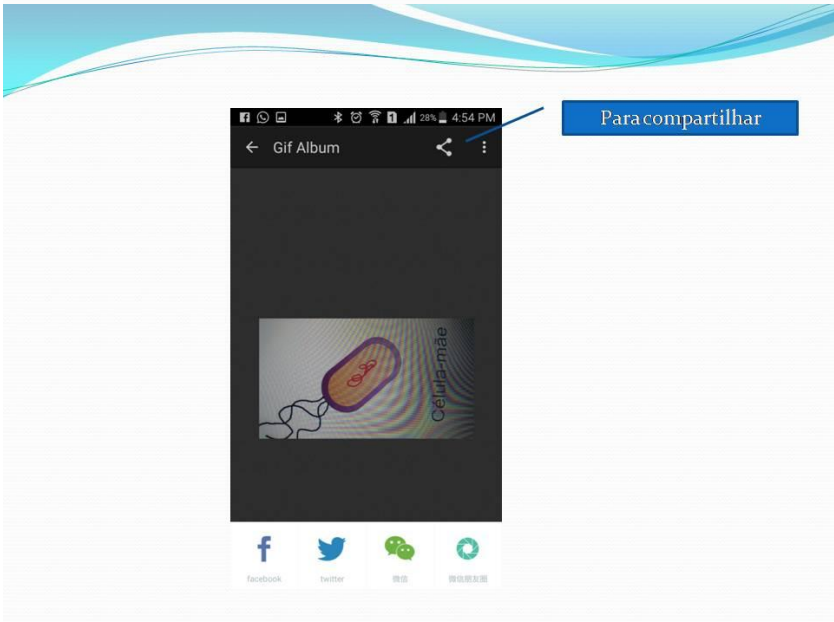 28% 4:54 PM
Para compartilhar
Gif Album
Célula-mãe
facebook
twitter
微信
微信朋友圈